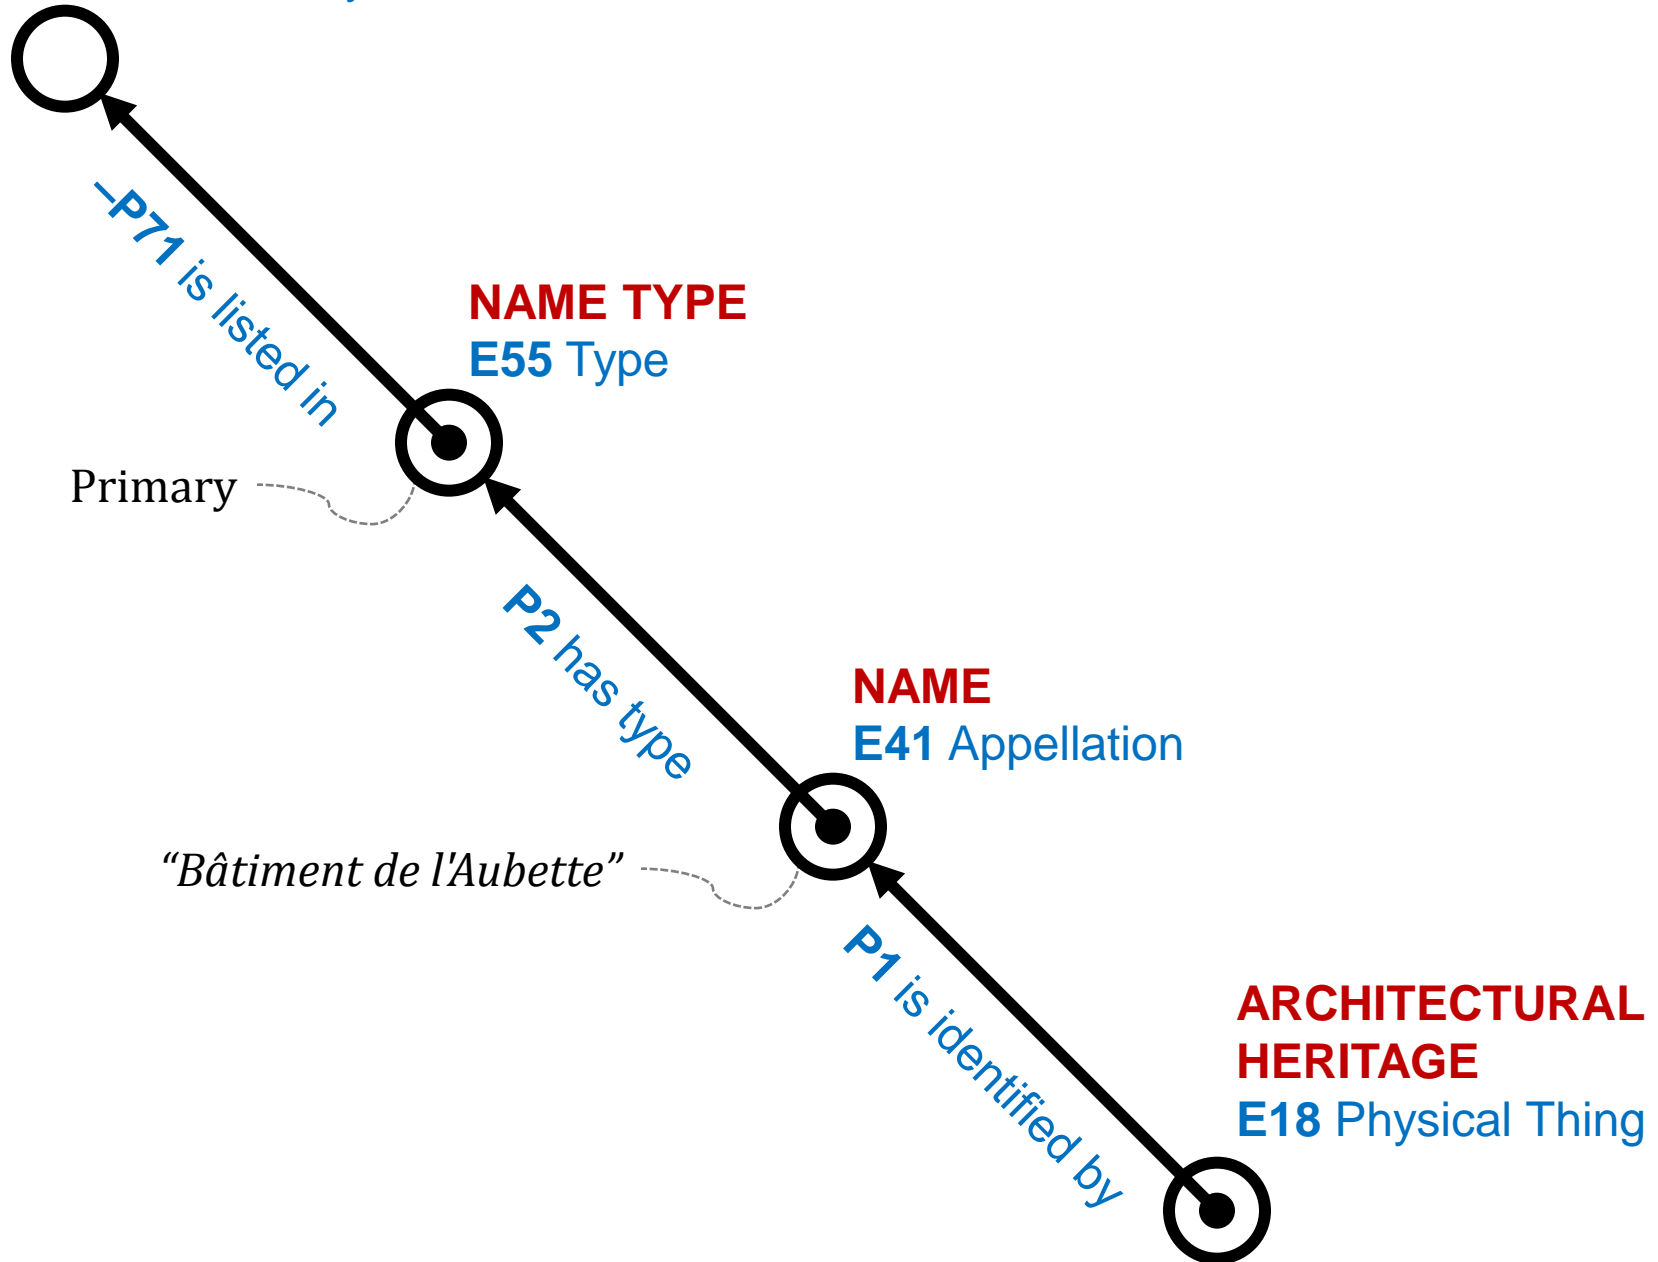 –P71 is listed in
NAME TYPE
E55 Type
Primary
P2 has type
NAME
E41 Appellation
“Bâtiment de l'Aubette”
P1 is identified by
ARCHITECTURAL
HERITAGE
E18 Physical Thing